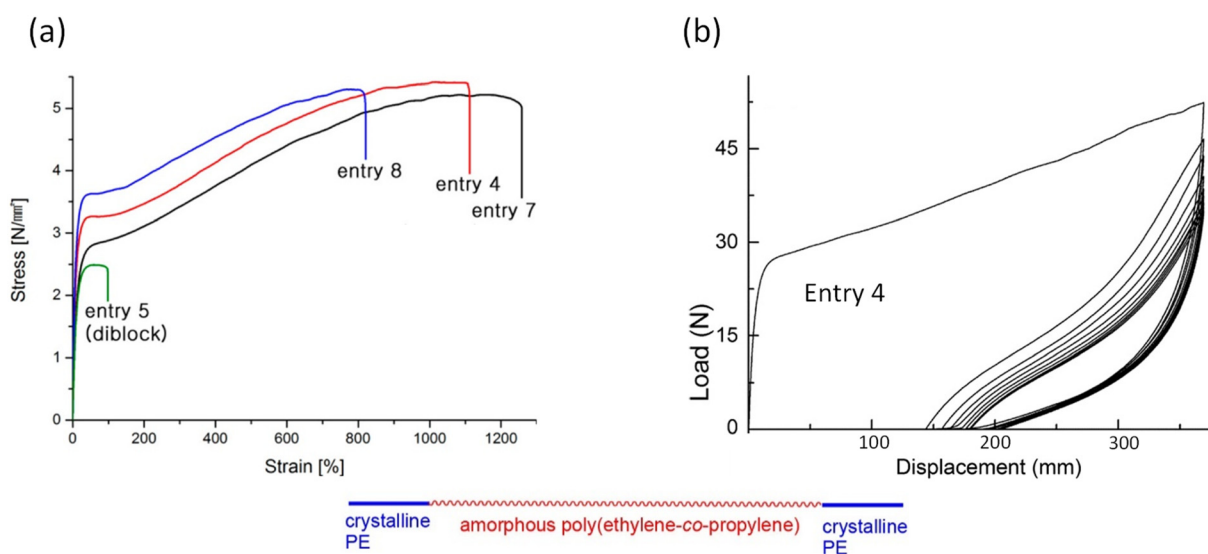 (a)
(b)
Stress [N/mm²]
5
4
3
2
1
0
0
200
400
600
800
1000
1200
Strain [%]
entry 8
entry 4
entry 7
entry 5
(diblock)
Load (N)
45
30
15
0
100
200
300
Displacement (mm)
Entry 4
crystalline
PE
amorphous poly(ethylene-co-propylene)
crystalline
PE